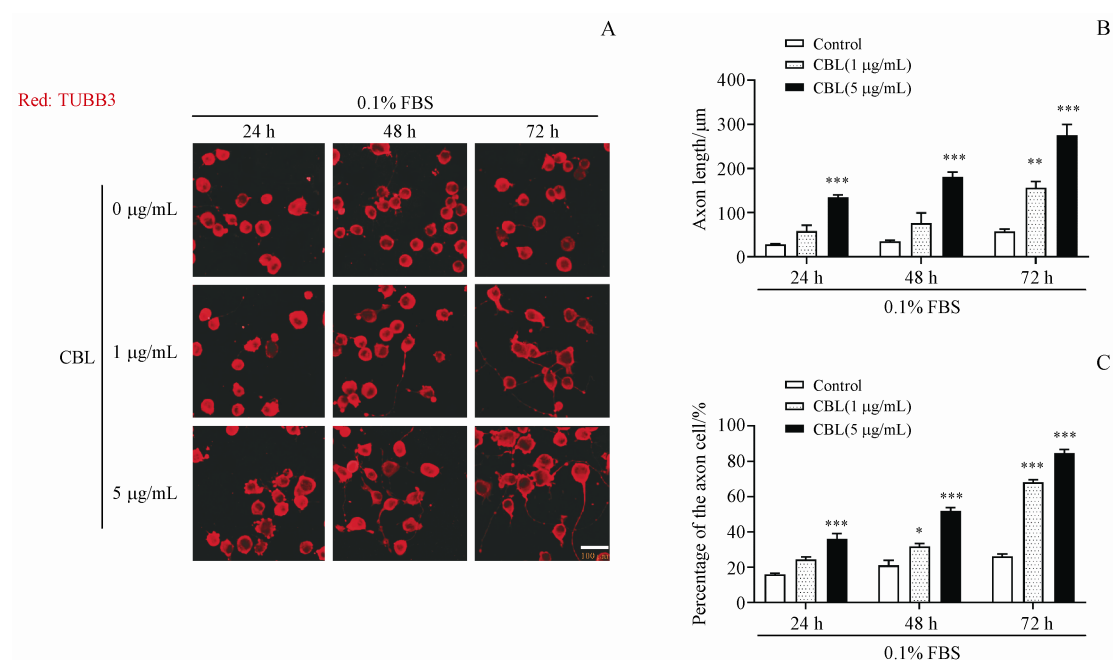 A
Red: TUBB3
0.1% FBS
24 h 48 h 72 h
0 μg/mL
CBL
1 μg/mL
5 μg/mL
100 μm
B
Control
CBL(1 μg/mL)
CBL(5 μg/mL)
Axon length/μm
400
300
200
100
0
***
***
**
***
24 h 48 h 72 h
0.1% FBS
C
Control
CBL(1 μg/mL)
CBL(5 μg/mL)
Percentage of the axon cell/%
100
80
60
40
20
0
***
*
***
***
***
24 h 48 h 72 h
0.1% FBS